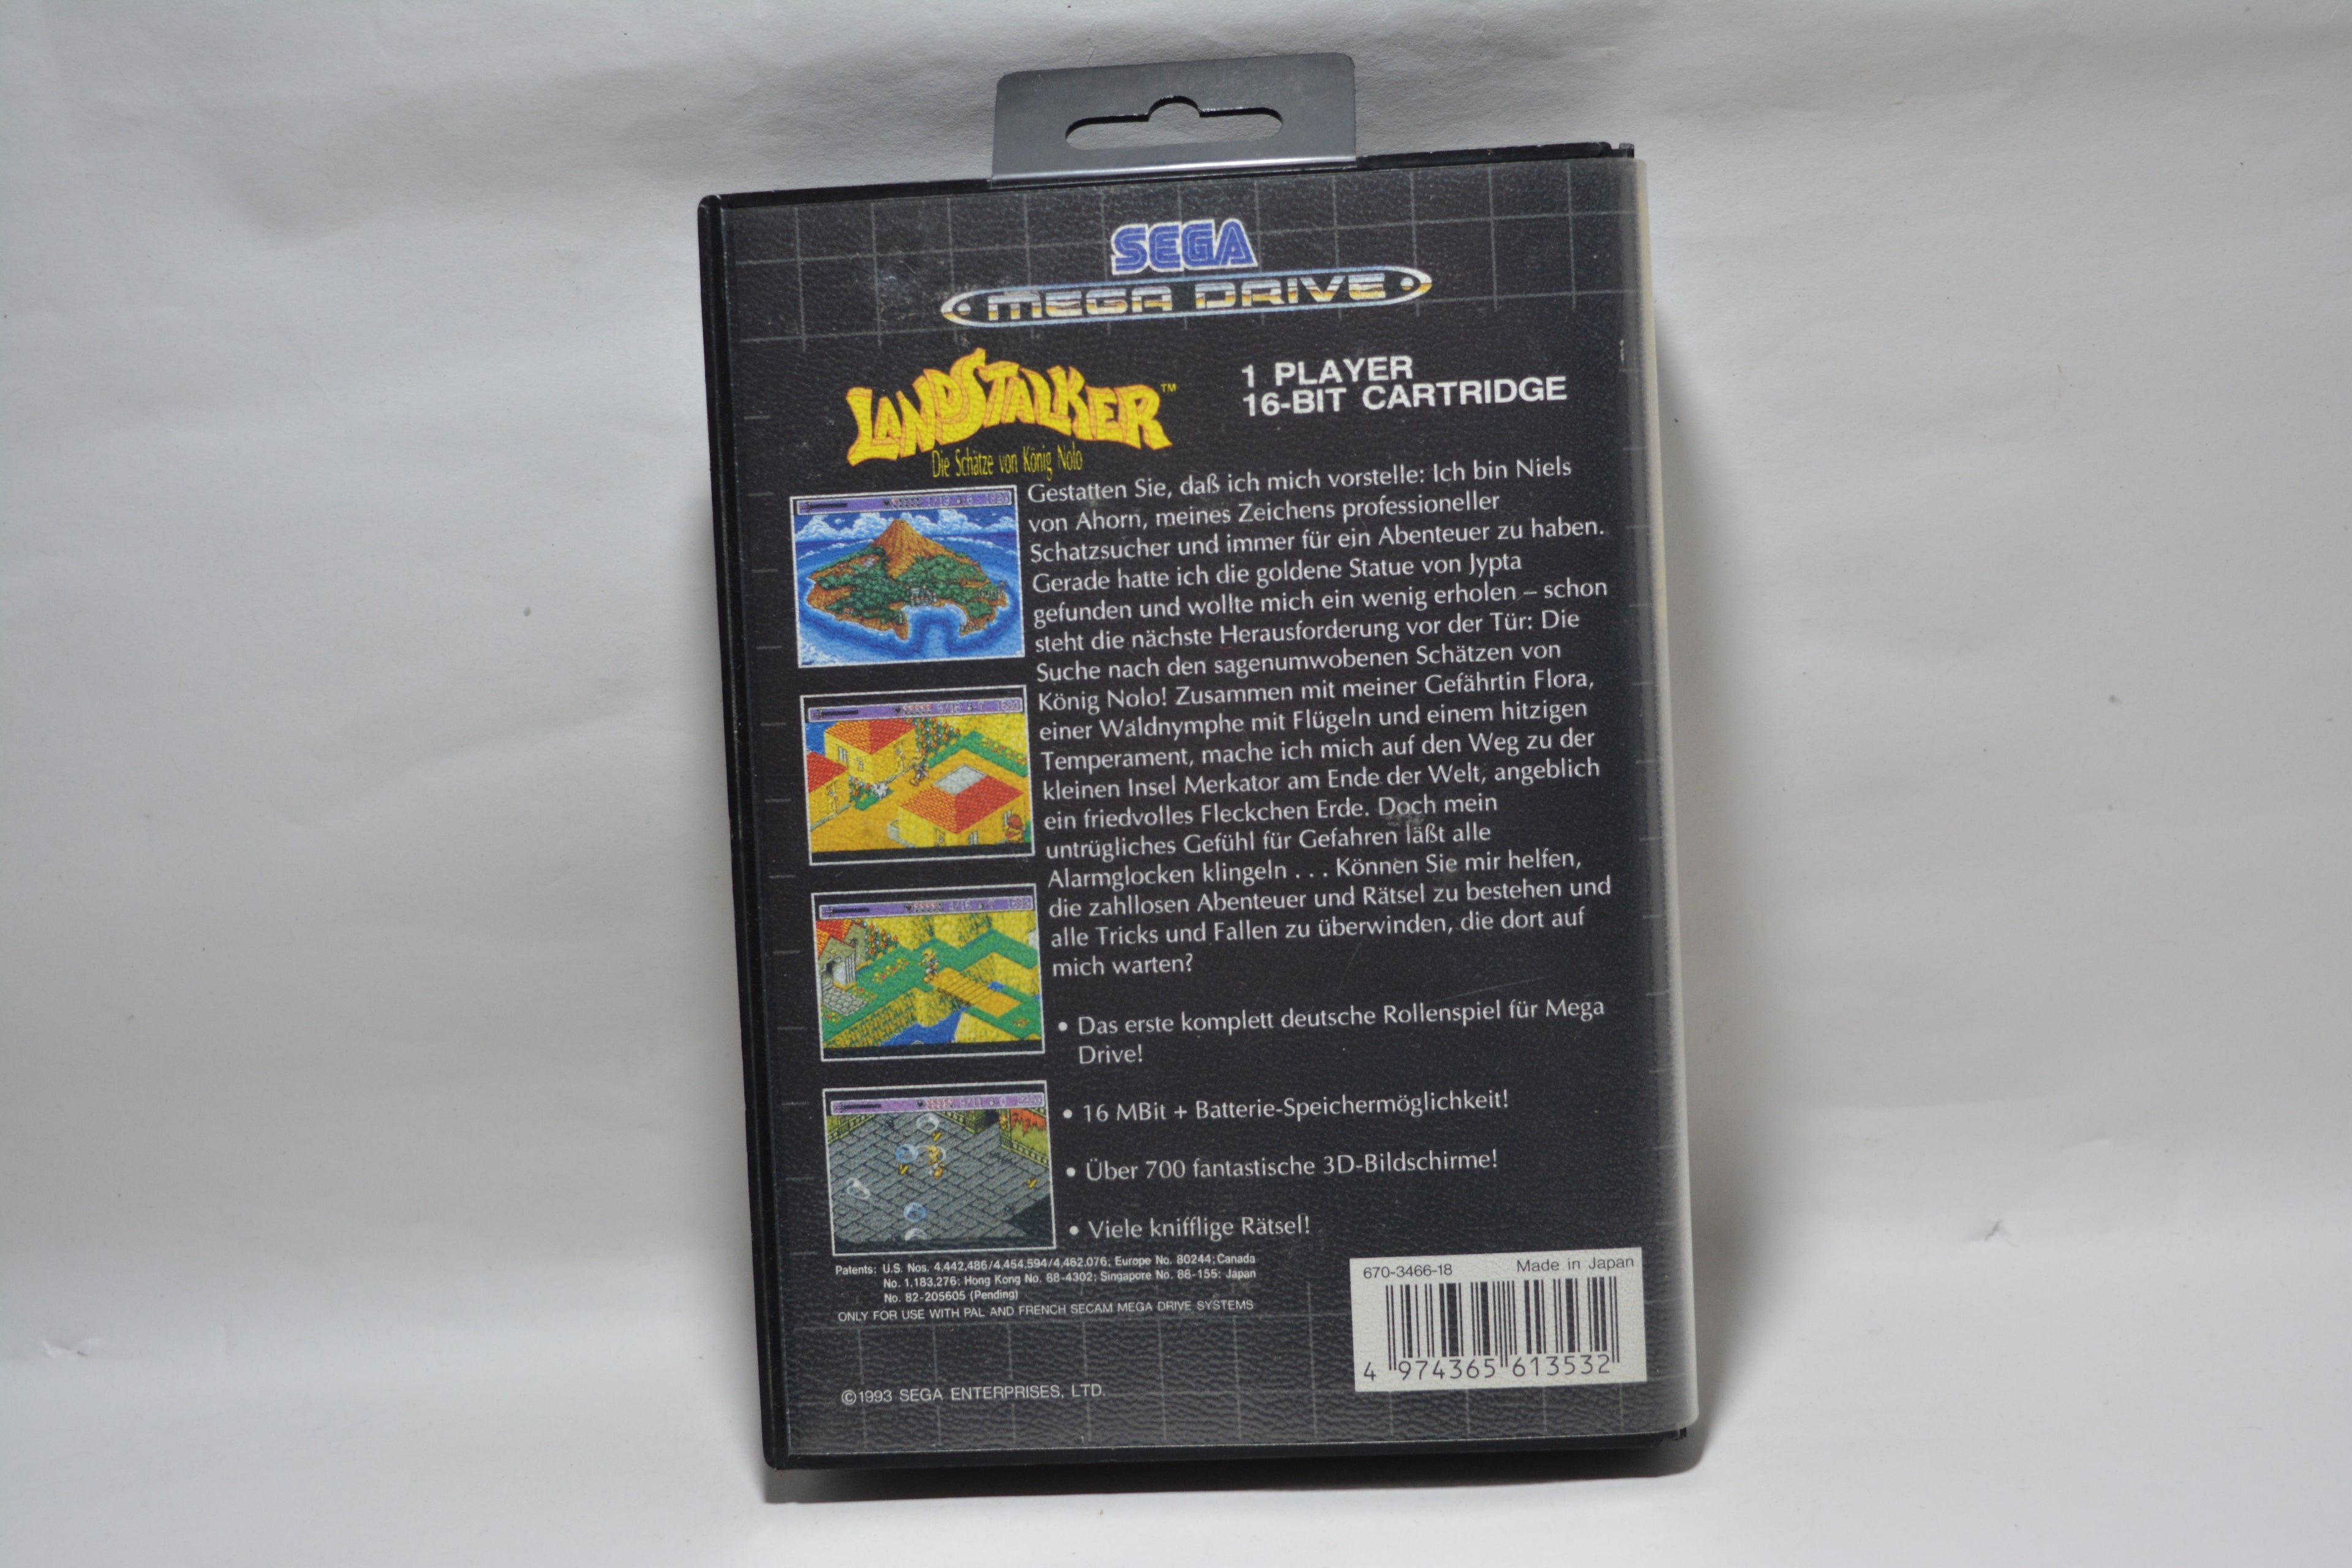 SEGA
MEGA DRIVE
LANDSTALKER™
Die Schätze von König Nolo
1 PLAYER
16-BIT CARTRIDGE
Gestatten Sie, daß ich mich vorstelle: Ich bin Niels
von Ahorn, meines Zeichens professioneller
Schatzsucher und immer für ein Abenteuer zu haben.
Gerade hatte ich die goldene Statue von Jypta
gefunden und wollte mich ein wenig erholen – schon
steht die nächste Herausforderung vor der Tür: Die
Suche nach den sagenumwobenen Schätzen von
König Nolo! Zusammen mit meiner Gefährtin Flora,
einer Waldnymphe mit Flügeln und einem hitzigen
Temperament, mache ich mich auf den Weg zu der
kleinen Insel Merkator am Ende der Welt, angeblich
ein friedvolles Fleckchen Erde. Doch mein
untrügliches Gefühl für Gefahren läßt alle
Alarmglocken klingeln . . . Können Sie mir helfen,
die zahllosen Abenteuer und Rätsel zu bestehen und
alle Tricks und Fallen zu überwinden, die dort auf
mich warten?
• Das erste komplett deutsche Rollenspiel für Mega
Drive!
• 16 MBit + Batterie-Speichermöglichkeit!
• Über 700 fantastische 3D-Bildschirme!
• Viele knifflige Rätsel!
Patents: U.S. Nos. 4,442,486/4,454,594/4,462,076; Europe No. 80244; Canada
No. 1,183,276; Hong Kong No. 88-4302; Singapore No. 88-155; Japan
No. 82-205605 (Pending)
ONLY FOR USE WITH PAL AND FRENCH SECAM MEGA DRIVE SYSTEMS
©1993 SEGA ENTERPRISES, LTD.
670-3466-18 Made in Japan
4 974365 613532